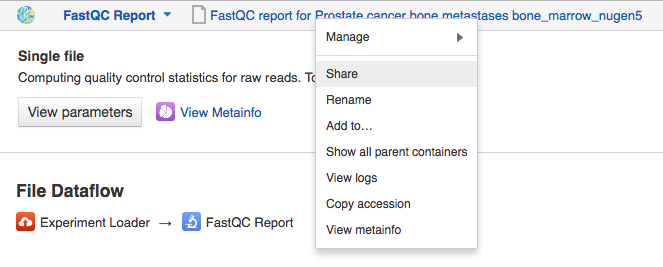 FastQC Report FastQC report for Prostate cancer bone metastases bone_marrow_nugen5
Manage
Single file
Computing quality control statistics for raw reads. To
Share
Rename
View parameters View Metainfo
Add to…
Show all parent containers
View logs
File Dataflow
Copy accession
Experiment Loader → FastQC Report
View metainfo